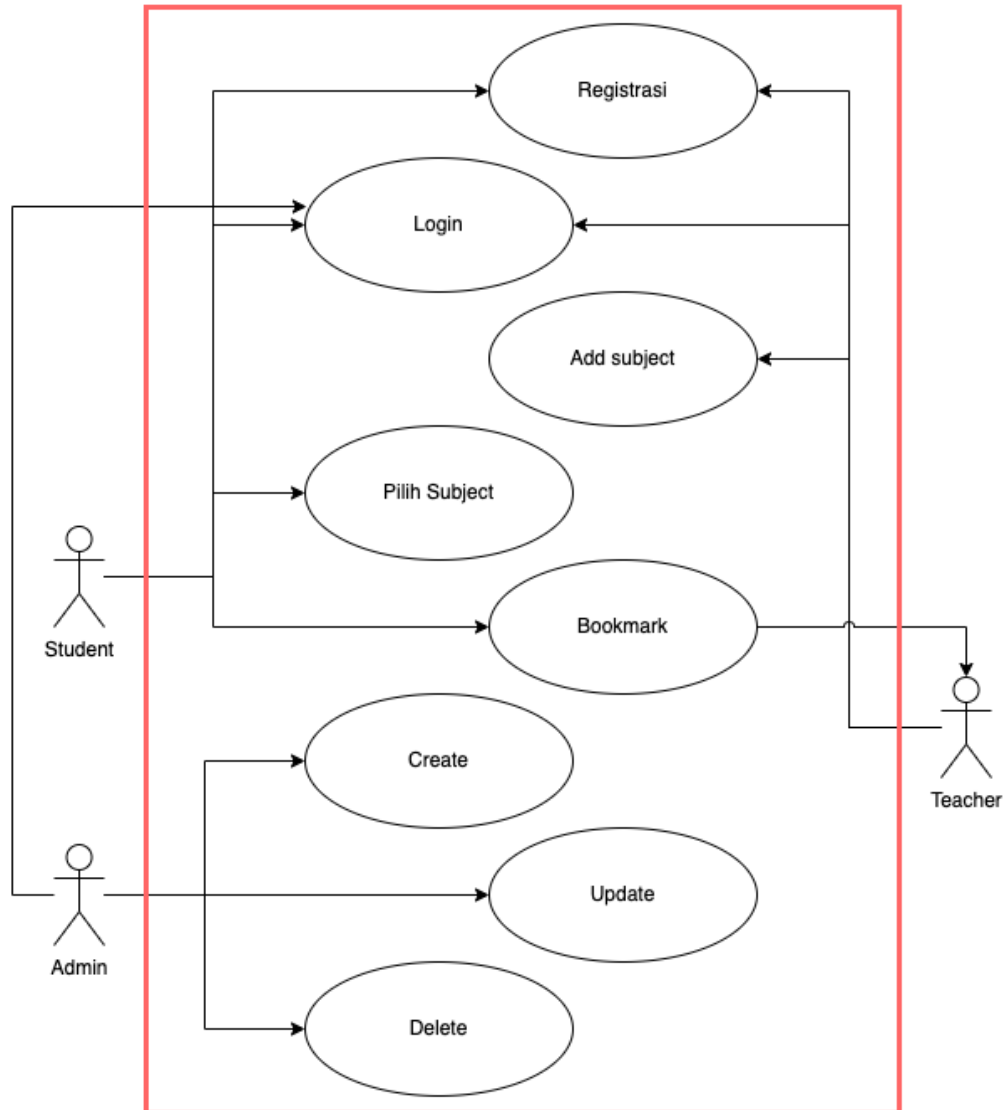 Registrasi
Login
Add subject
Pilih Subject
Student
Bookmark
Create
Teacher
Update
Admin
Delete